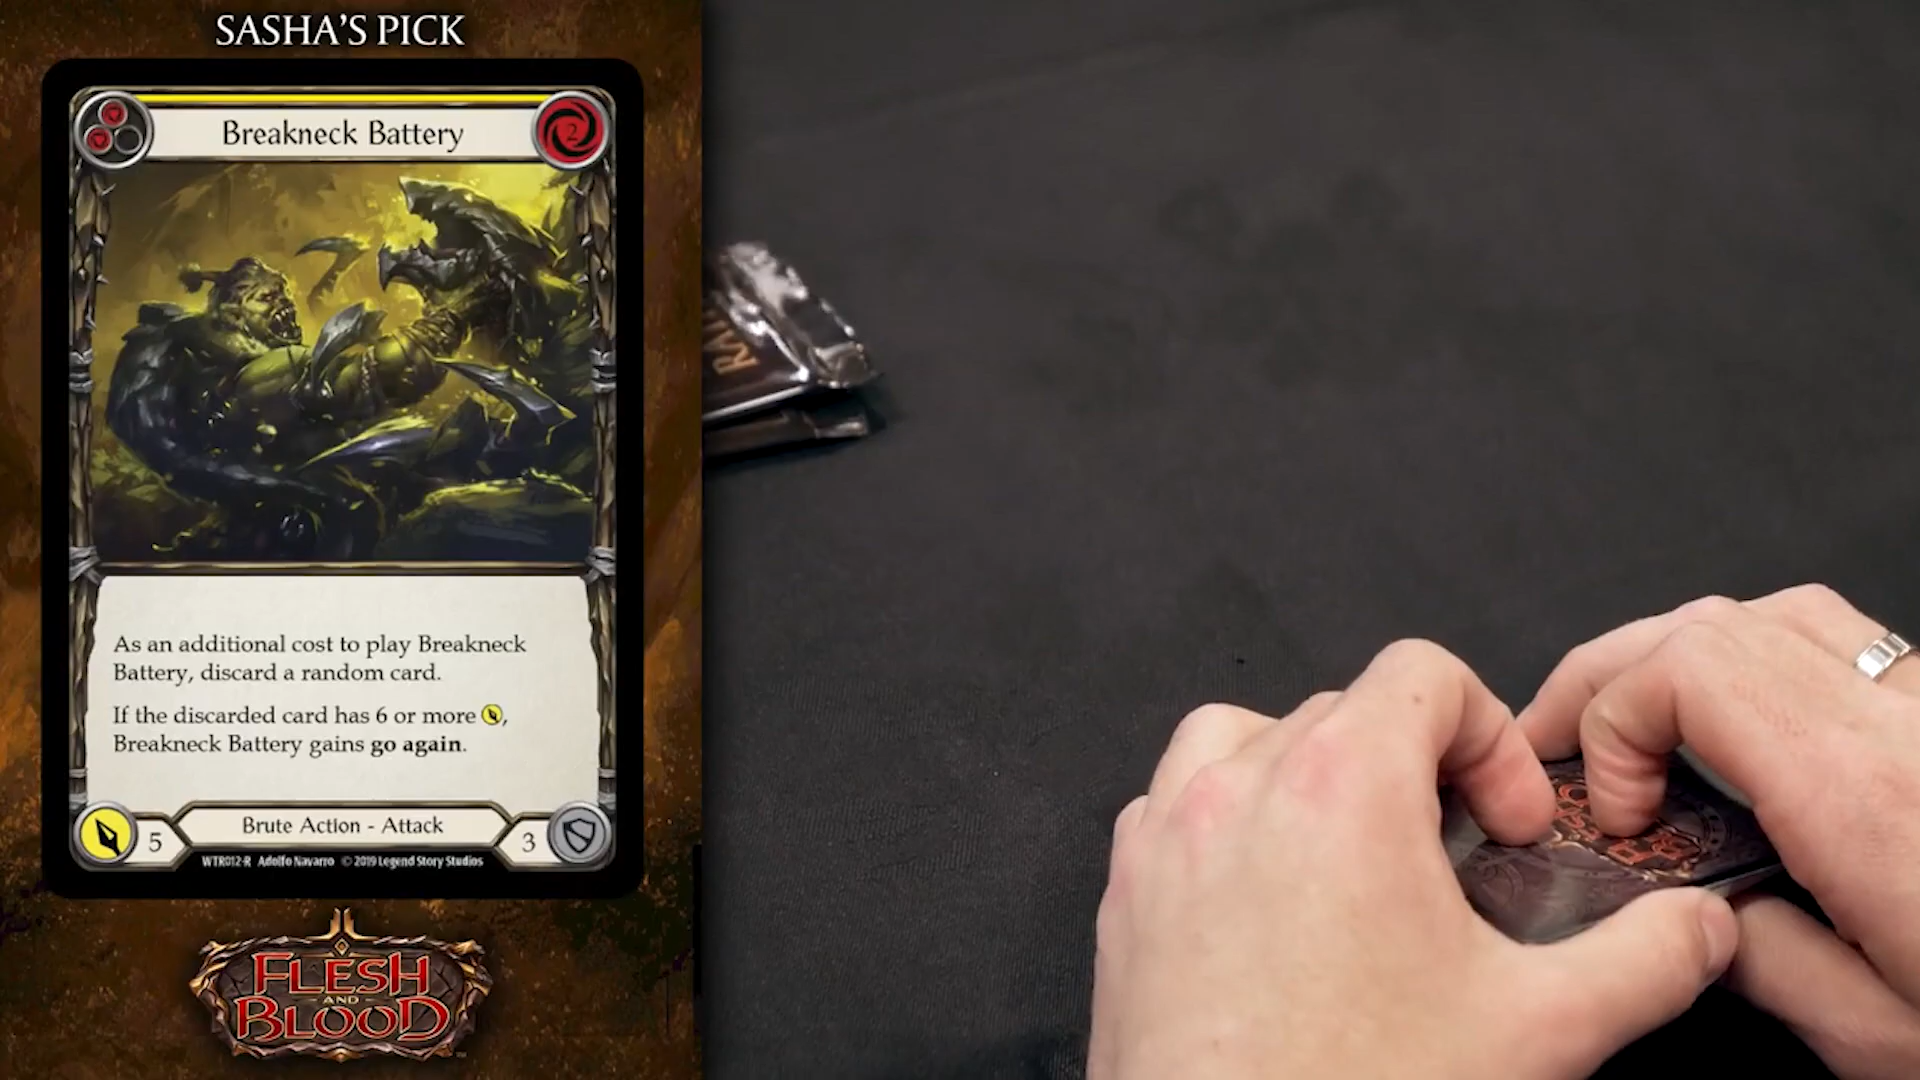 SASHA'S PICK
2
Breakneck Battery
As an additional cost to play Breakneck
Battery, discard a random card.
If the discarded card has 6 or more ,
Breakneck Battery gains go again.
5
Brute Action - Attack
3
WTR012-R Adolfo Navarro © 2019 Legend Story Studios
FLESH
AND
BLOOD